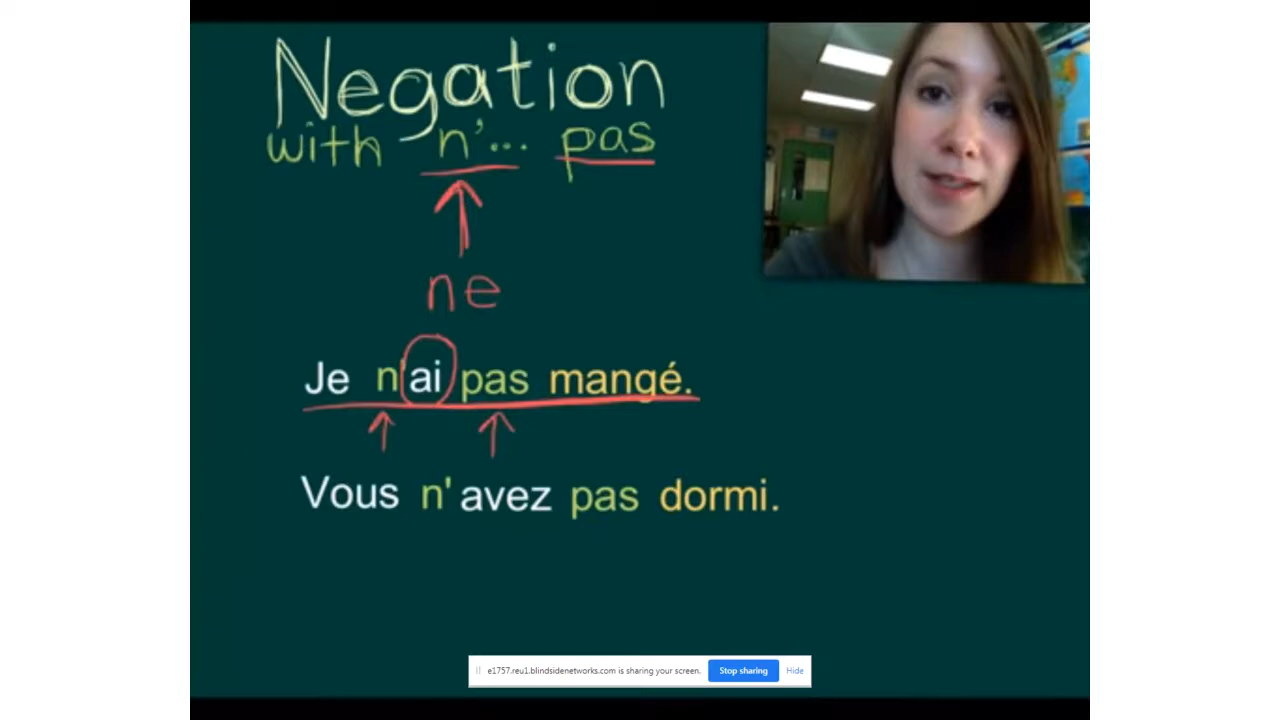 Negation
with n'... pas
ne
Je n'ai pas mangé.
Vous n'avez pas dormi.
e1757.reu1.blindsidenetworks.com is sharing your screen. Stop sharing Hide